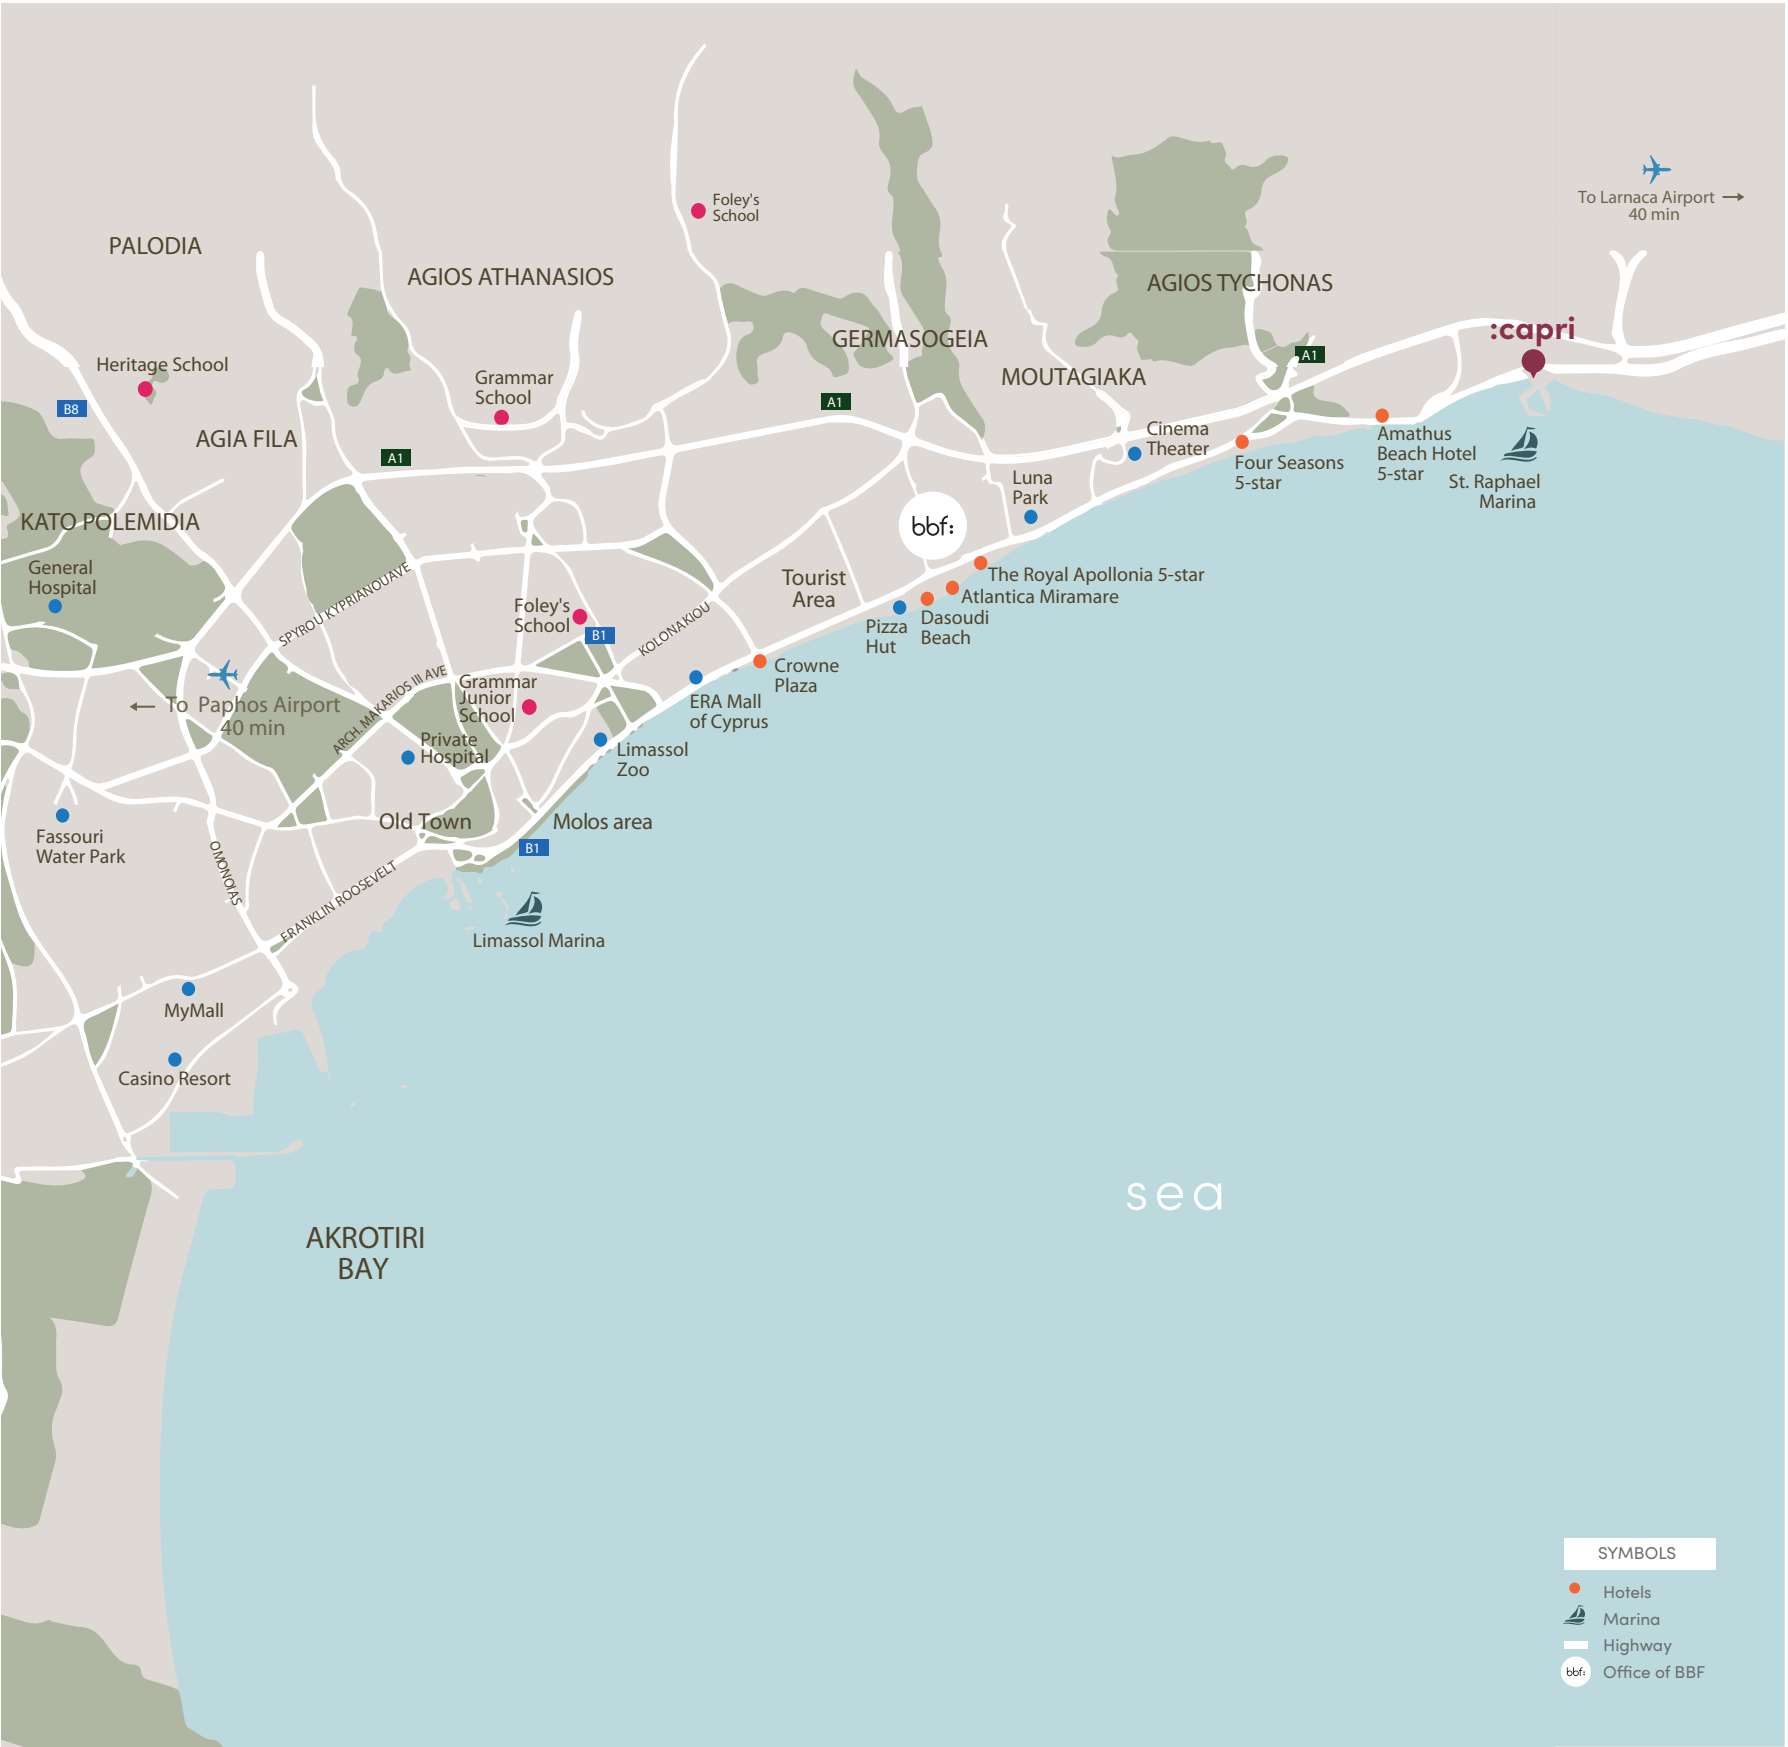 Foley's
School
To Larnaca Airport
40 min
PALODIA
AGIOS ATHANASIOS
AGIOS TYCHONAS
GERMASOGEIA
:capri
A1
Heritage School
Grammar
School
MOUTAGIAKA
B8
A1
AGIA FILA
A1
Cinema
Theater
Amathus
Beach Hotel
5-star
Four Seasons
5-star
St. Raphael
Marina
Luna
Park
KATO POLEMIDIA
bbf:
General
Hospital
SPYROU KYPRIANOUAVE
Tourist
Area
The Royal Apollonia 5-star
Atlantica Miramare
Foley's
School
B1
KOLONAKIOU
Pizza
Hut
Dasoudi
Beach
Crowne
Plaza
ARCH. MAKARIOS III AVE
Grammar
Junior
School
To Paphos Airport
40 min
ERA Mall
of Cyprus
Private
Hospital
Limassol
Zoo
Old Town
Molos area
B1
Fassouri
Water Park
OMONOIAS
FRANKLIN ROOSEVELT
Limassol Marina
MyMall
Casino Resort
sea
AKROTIRI
BAY
SYMBOLS
Hotels
Marina
Highway
bbf:
Office of BBF